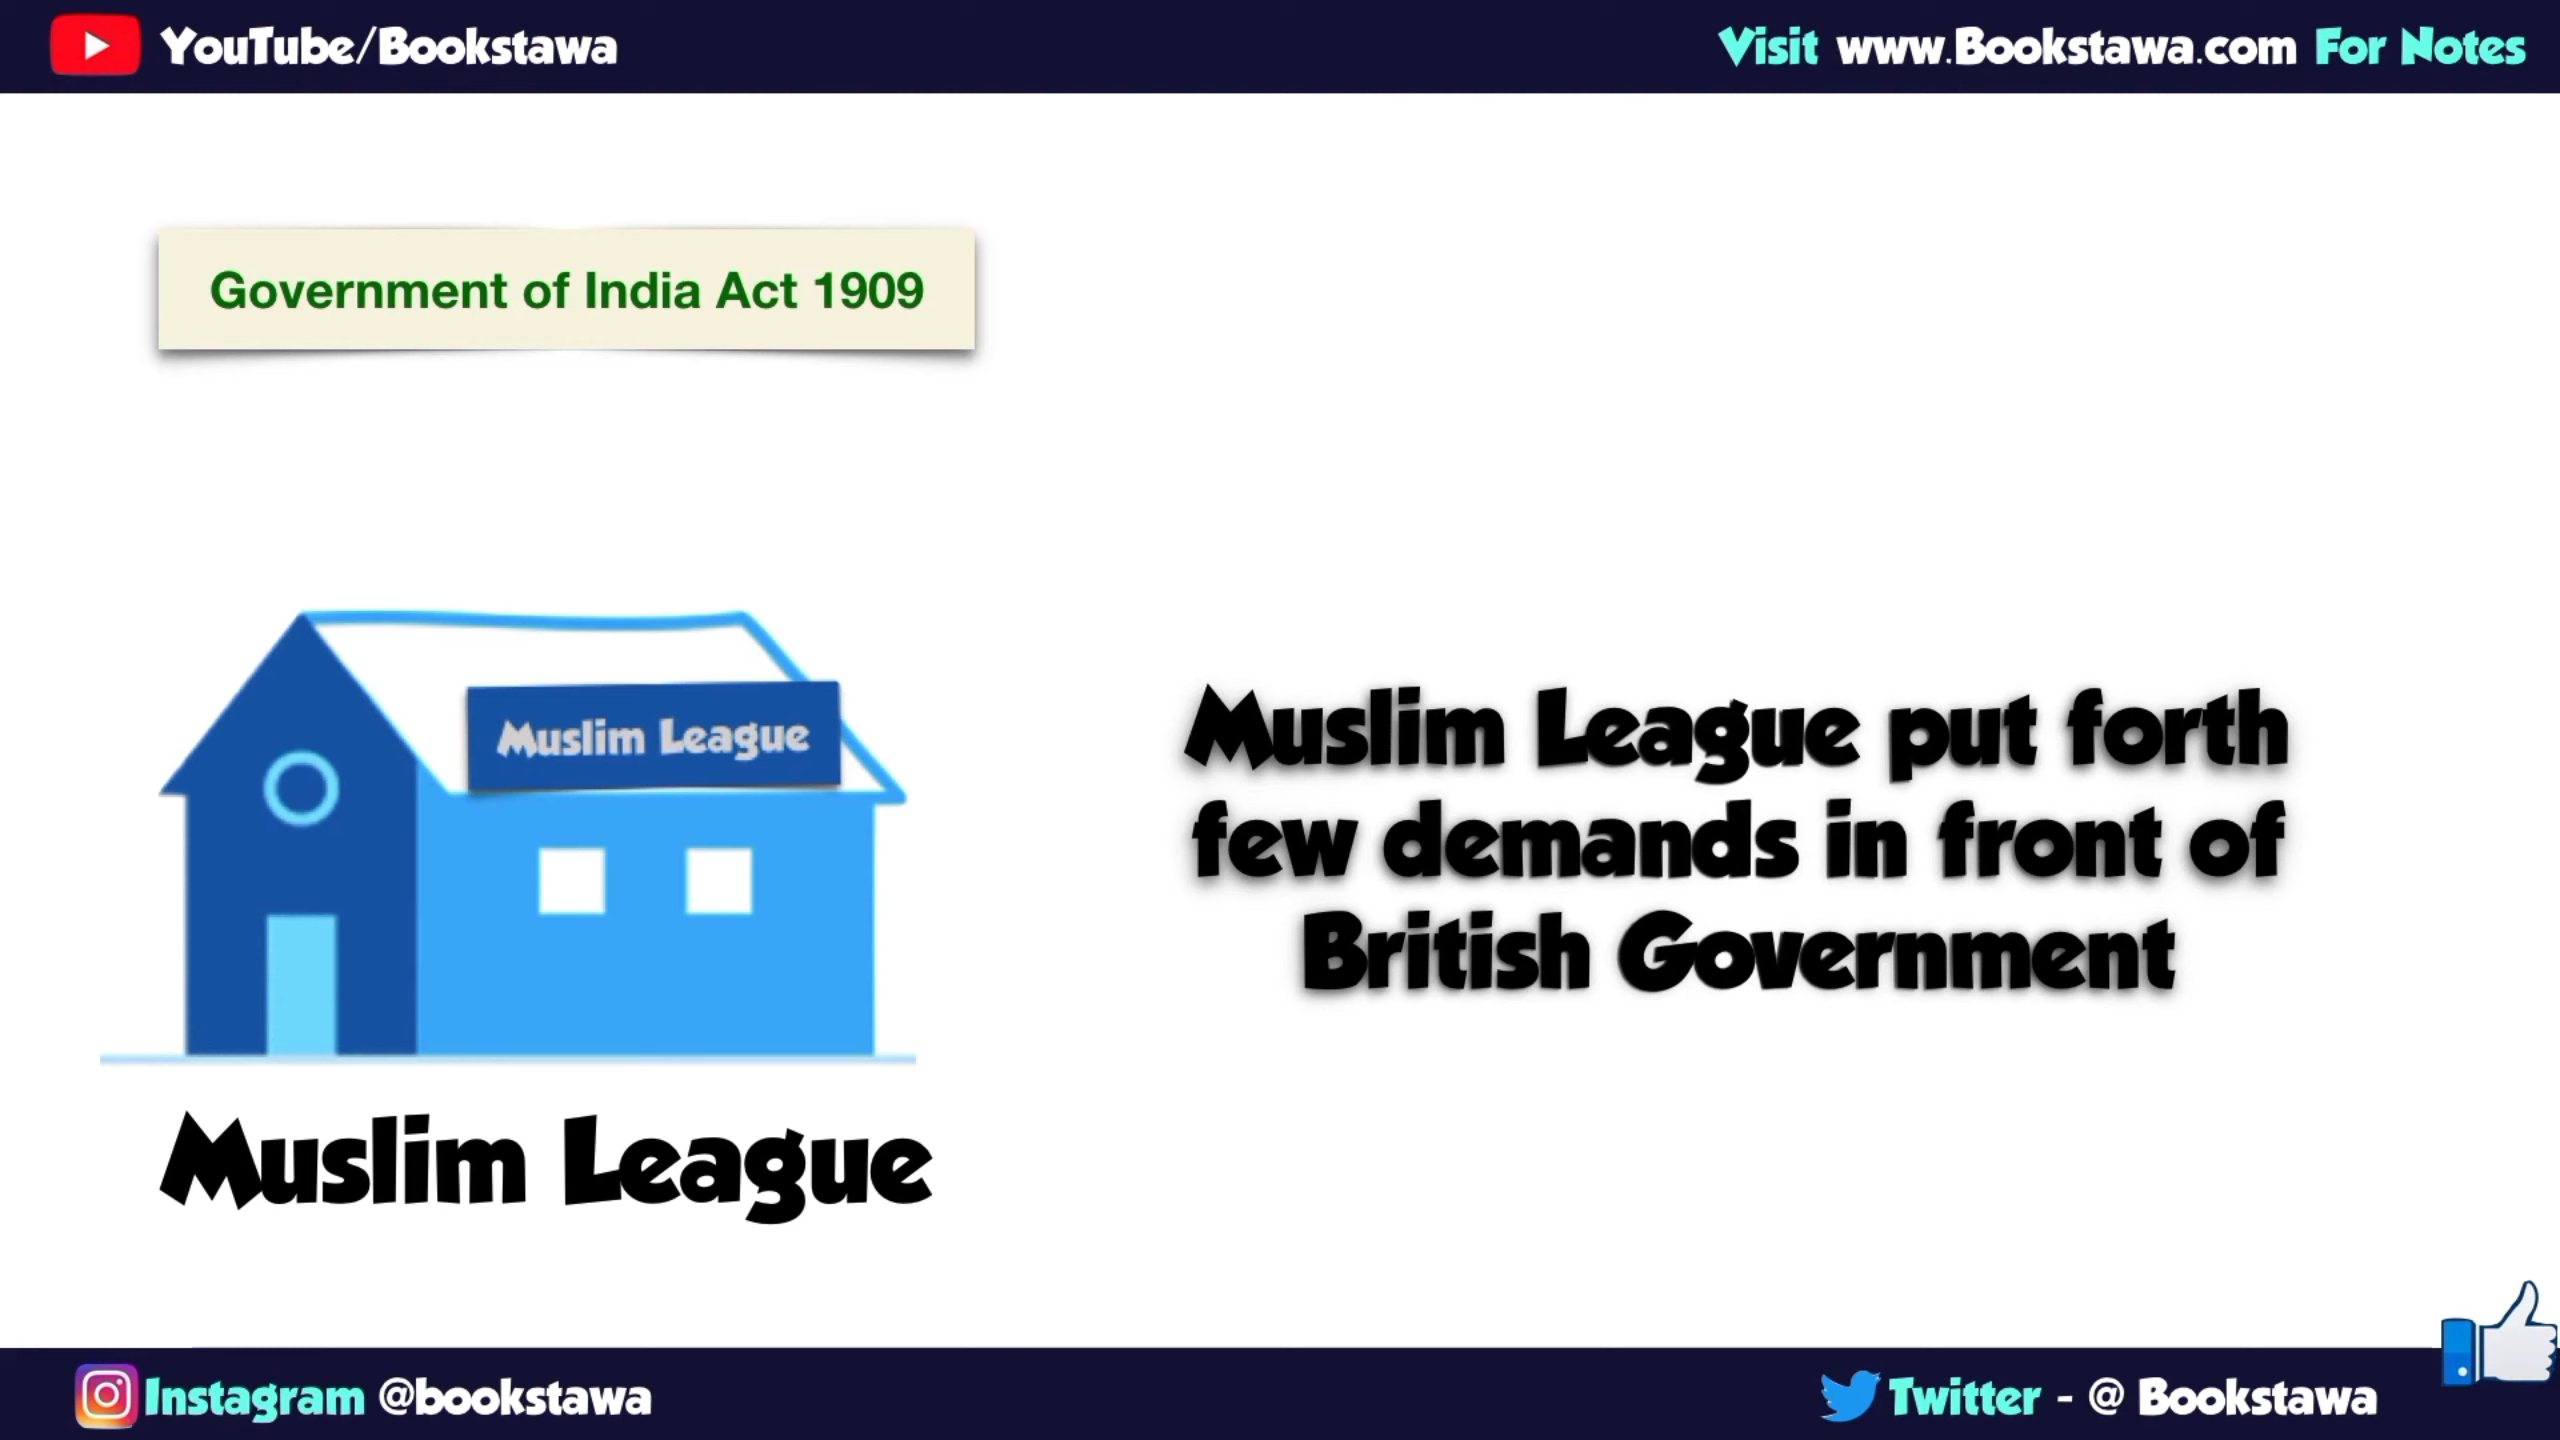 YouTube/Bookstawa
Visit www.Bookstawa.com For Notes
Government of India Act 1909
Muslim League
Muslim League put forth
few demands in front of
British Government
Muslim League
Instagram @bookstawa
Twitter - @ Bookstawa